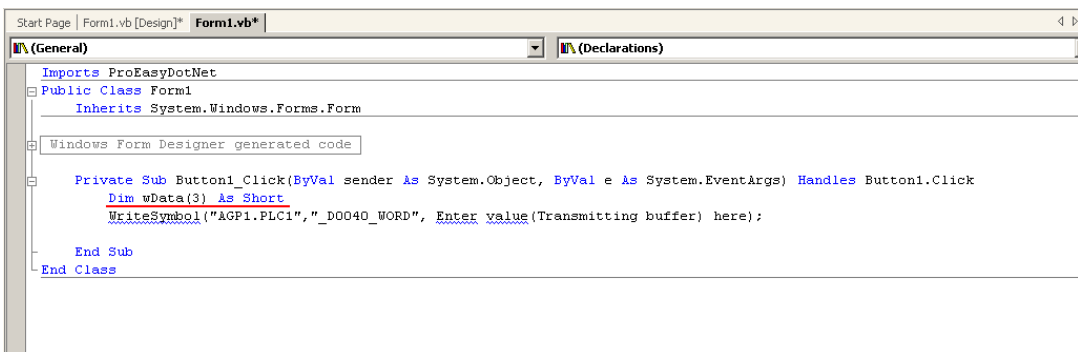 Start Page Form1.vb [Design]* Form1.vb*
(General) (Declarations)
Imports ProEasyDotNet
Public Class Form1
Inherits System.Windows.Forms.Form
Windows Form Designer generated code
Private Sub Button1_Click(ByVal sender As System.Object, ByVal e As System.EventArgs) Handles Button1.Click
Dim wData(3) As Short
WriteSymbol("AGP1.PLC1","_D0040_WORD", Enter value(Transmitting buffer) here);
End Sub
End Class